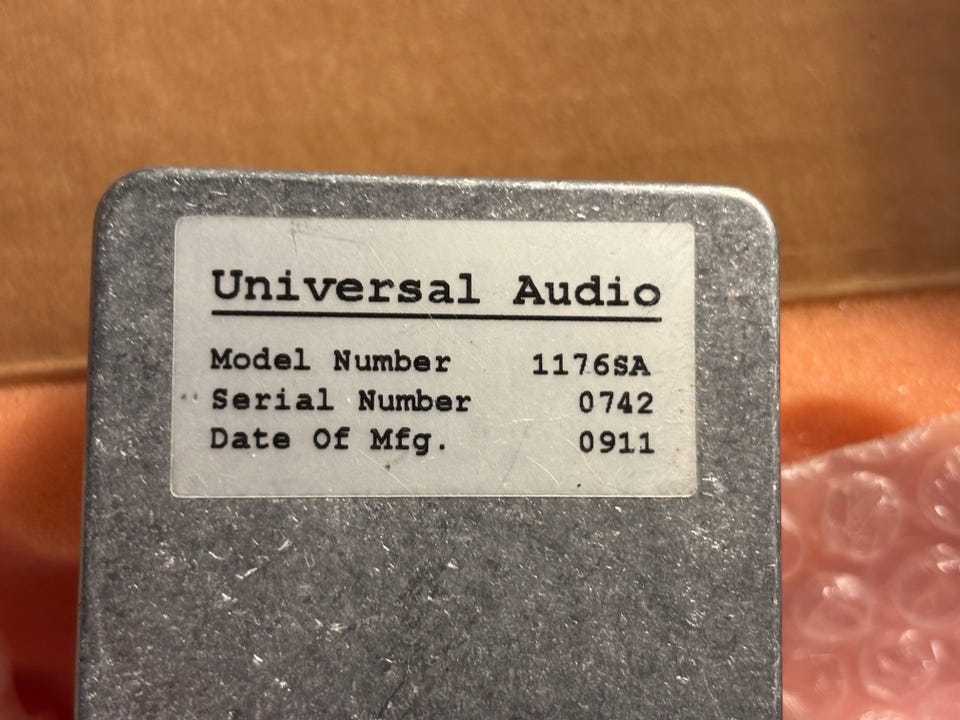 Universal Audio
Model Number 1176SA
Serial Number 0742
Date Of Mfg. 0911